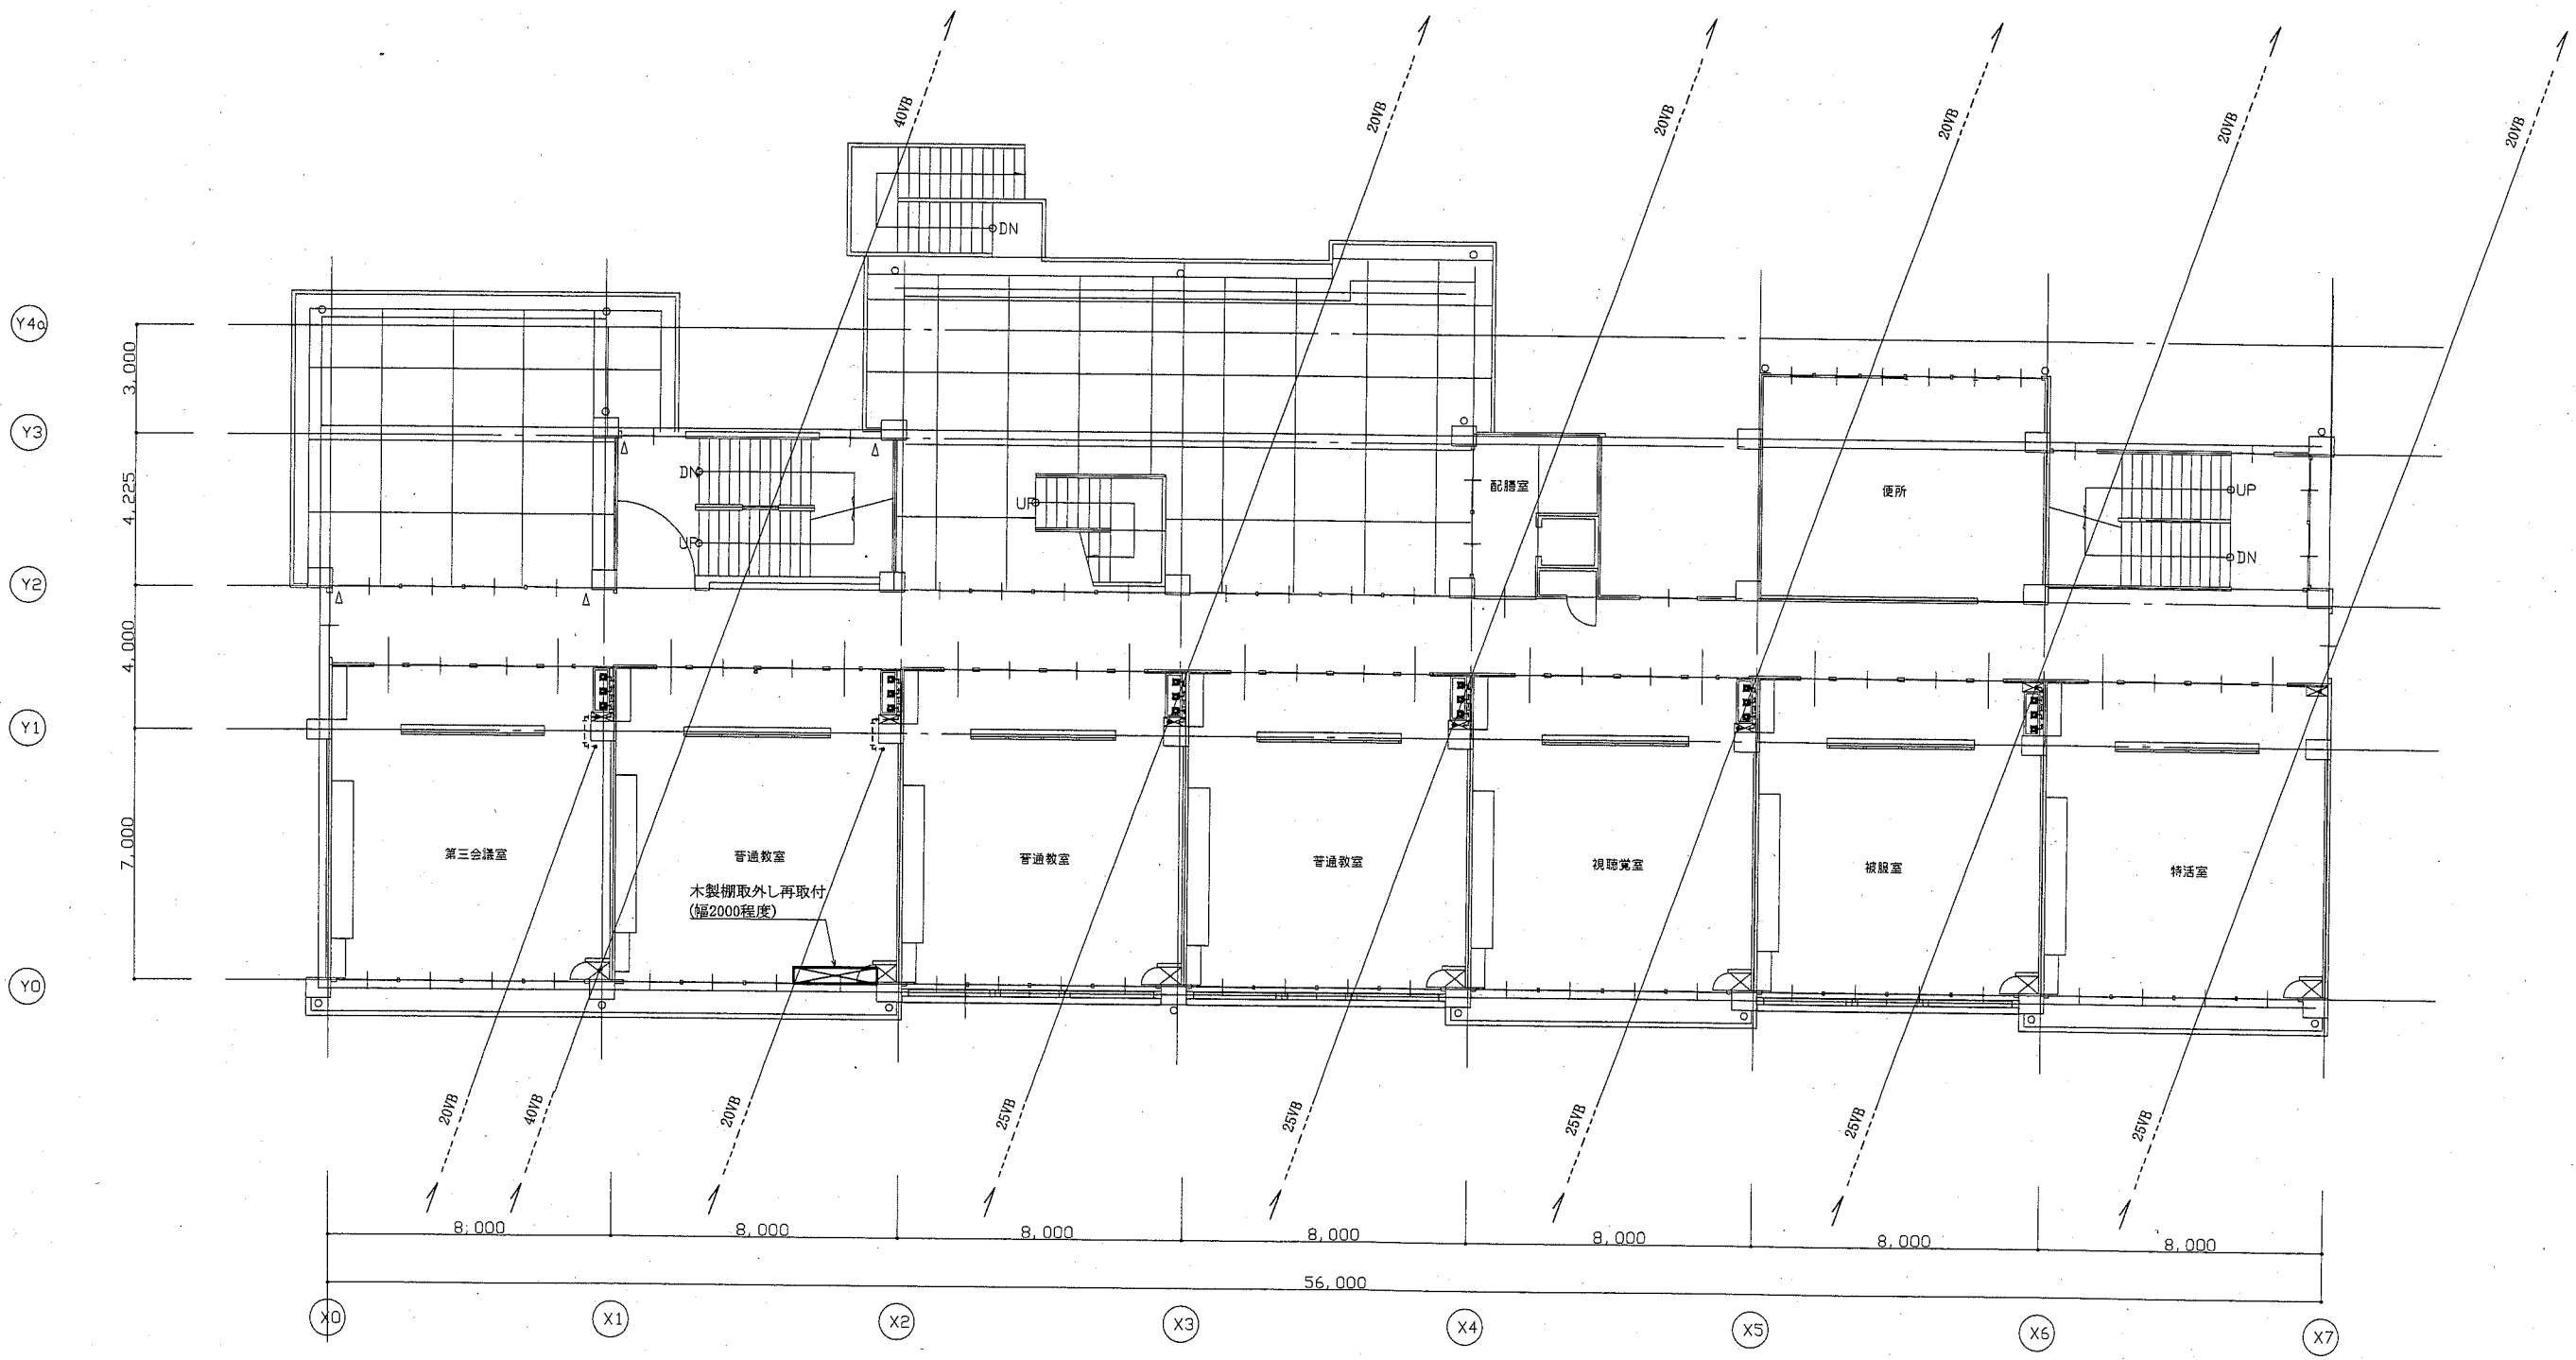 40VB
20VB
20VB
20VB
20VB
20VB
DN
Y4a
3,000
Y3
4,225
DN
UP
UP
配膳室
便所
UP
DN
Y2
4,000
Y1
7,000
第三会議室
普通教室
普通教室
普通教室
視聴覚室
被服室
特活室
木製棚取外し再取付
(幅2000程度)
Y0
20VB
40VB
20VB
25VB
25VB
25VB
25VB
25VB
8,000
8,000
8,000
8,000
8,000
8,000
8,000
56,000
X0
X1
X2
X3
X4
X5
X6
X7